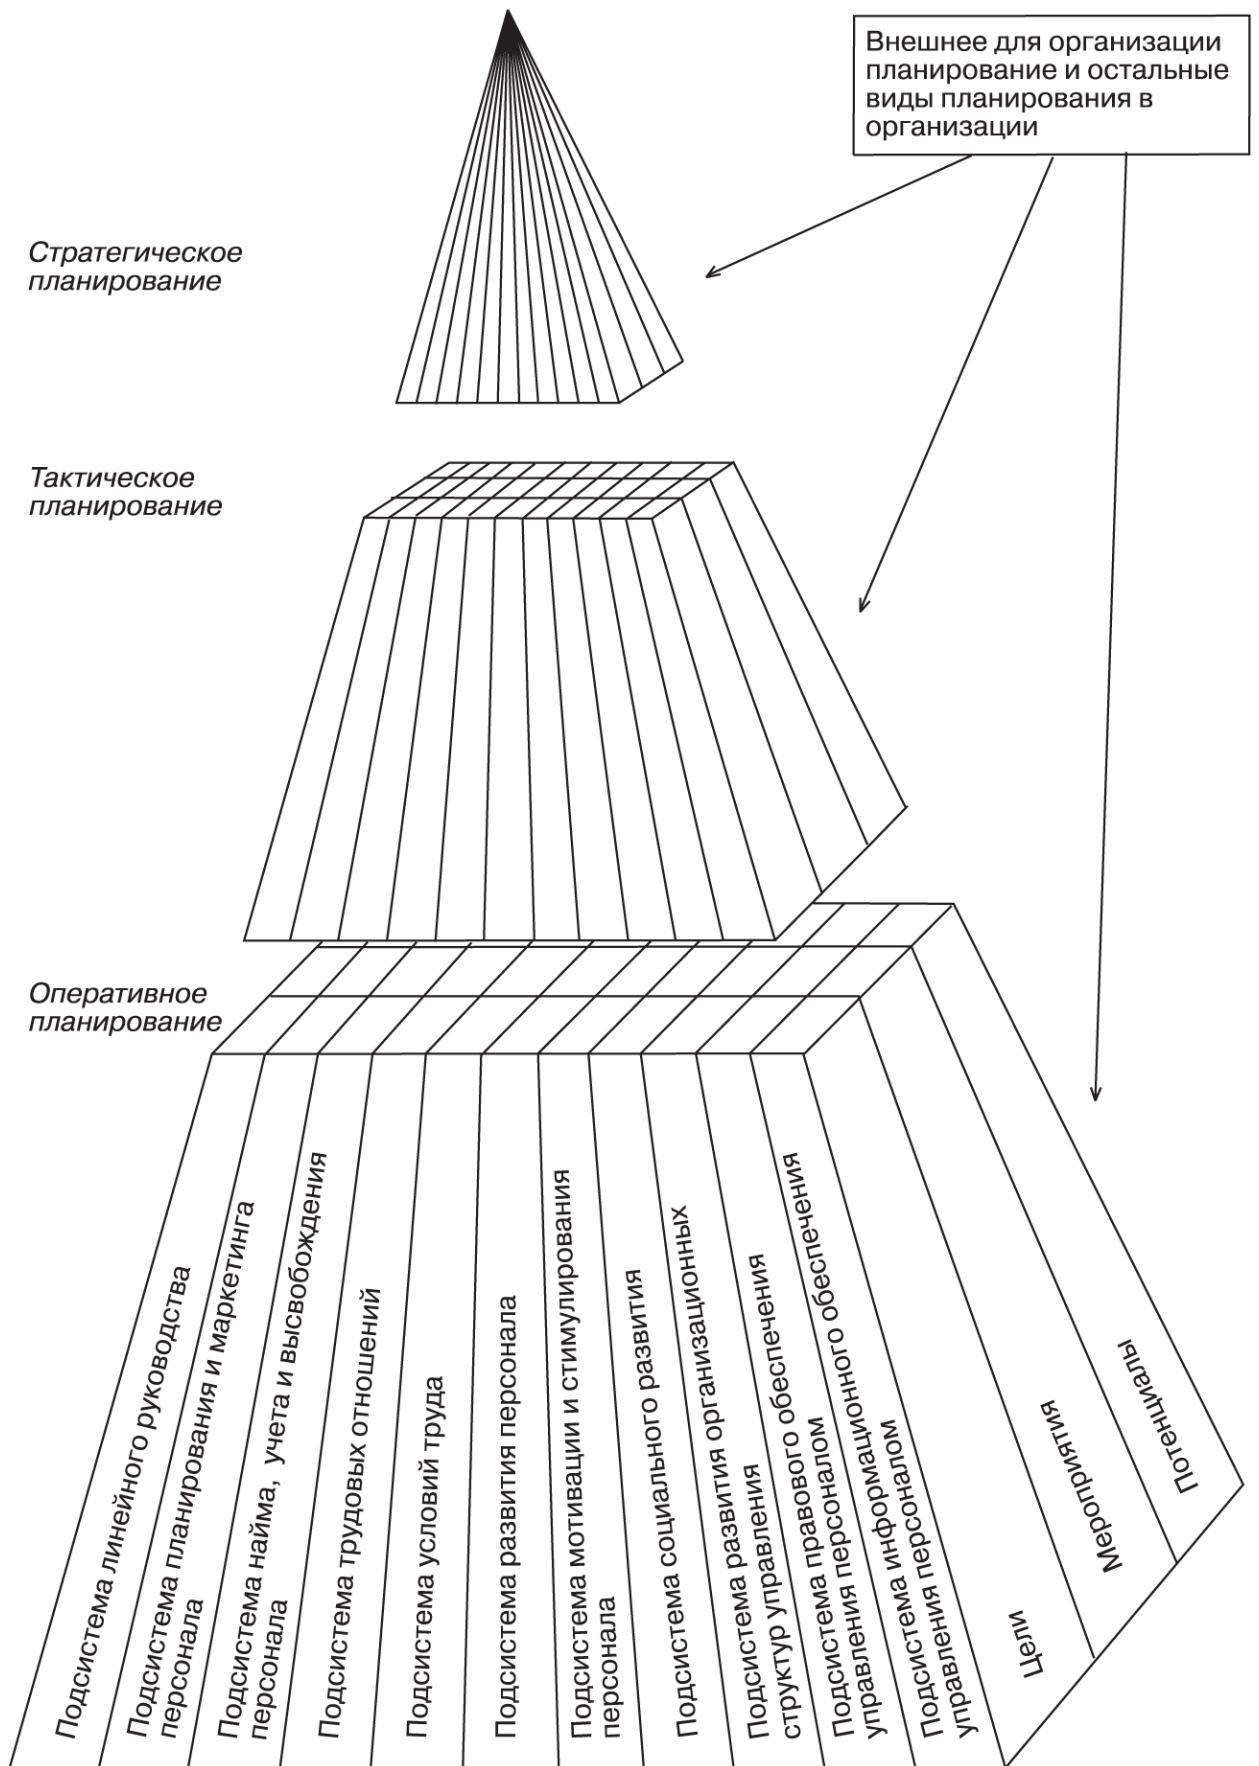 Внешнее для организации
планирование и остальные
виды планирования в
организации
Стратегическое
планирование
Тактическое
планирование
Оперативное
планирование
Подсистема линейного руководства
Подсистема планирования и маркетинга
персонала
Подсистема найма, учета и высвобождения
персонала
Подсистема трудовых отношений
Подсистема условий труда
Подсистема развития персонала
Подсистема мотивации и стимулирования
персонала
Подсистема социального развития
Подсистема развития организационных
структур управления
Подсистема правового обеспечения
управления персоналом
Подсистема информационного обеспечения
управления персоналом
Цели
Мероприятия
Потенциалы